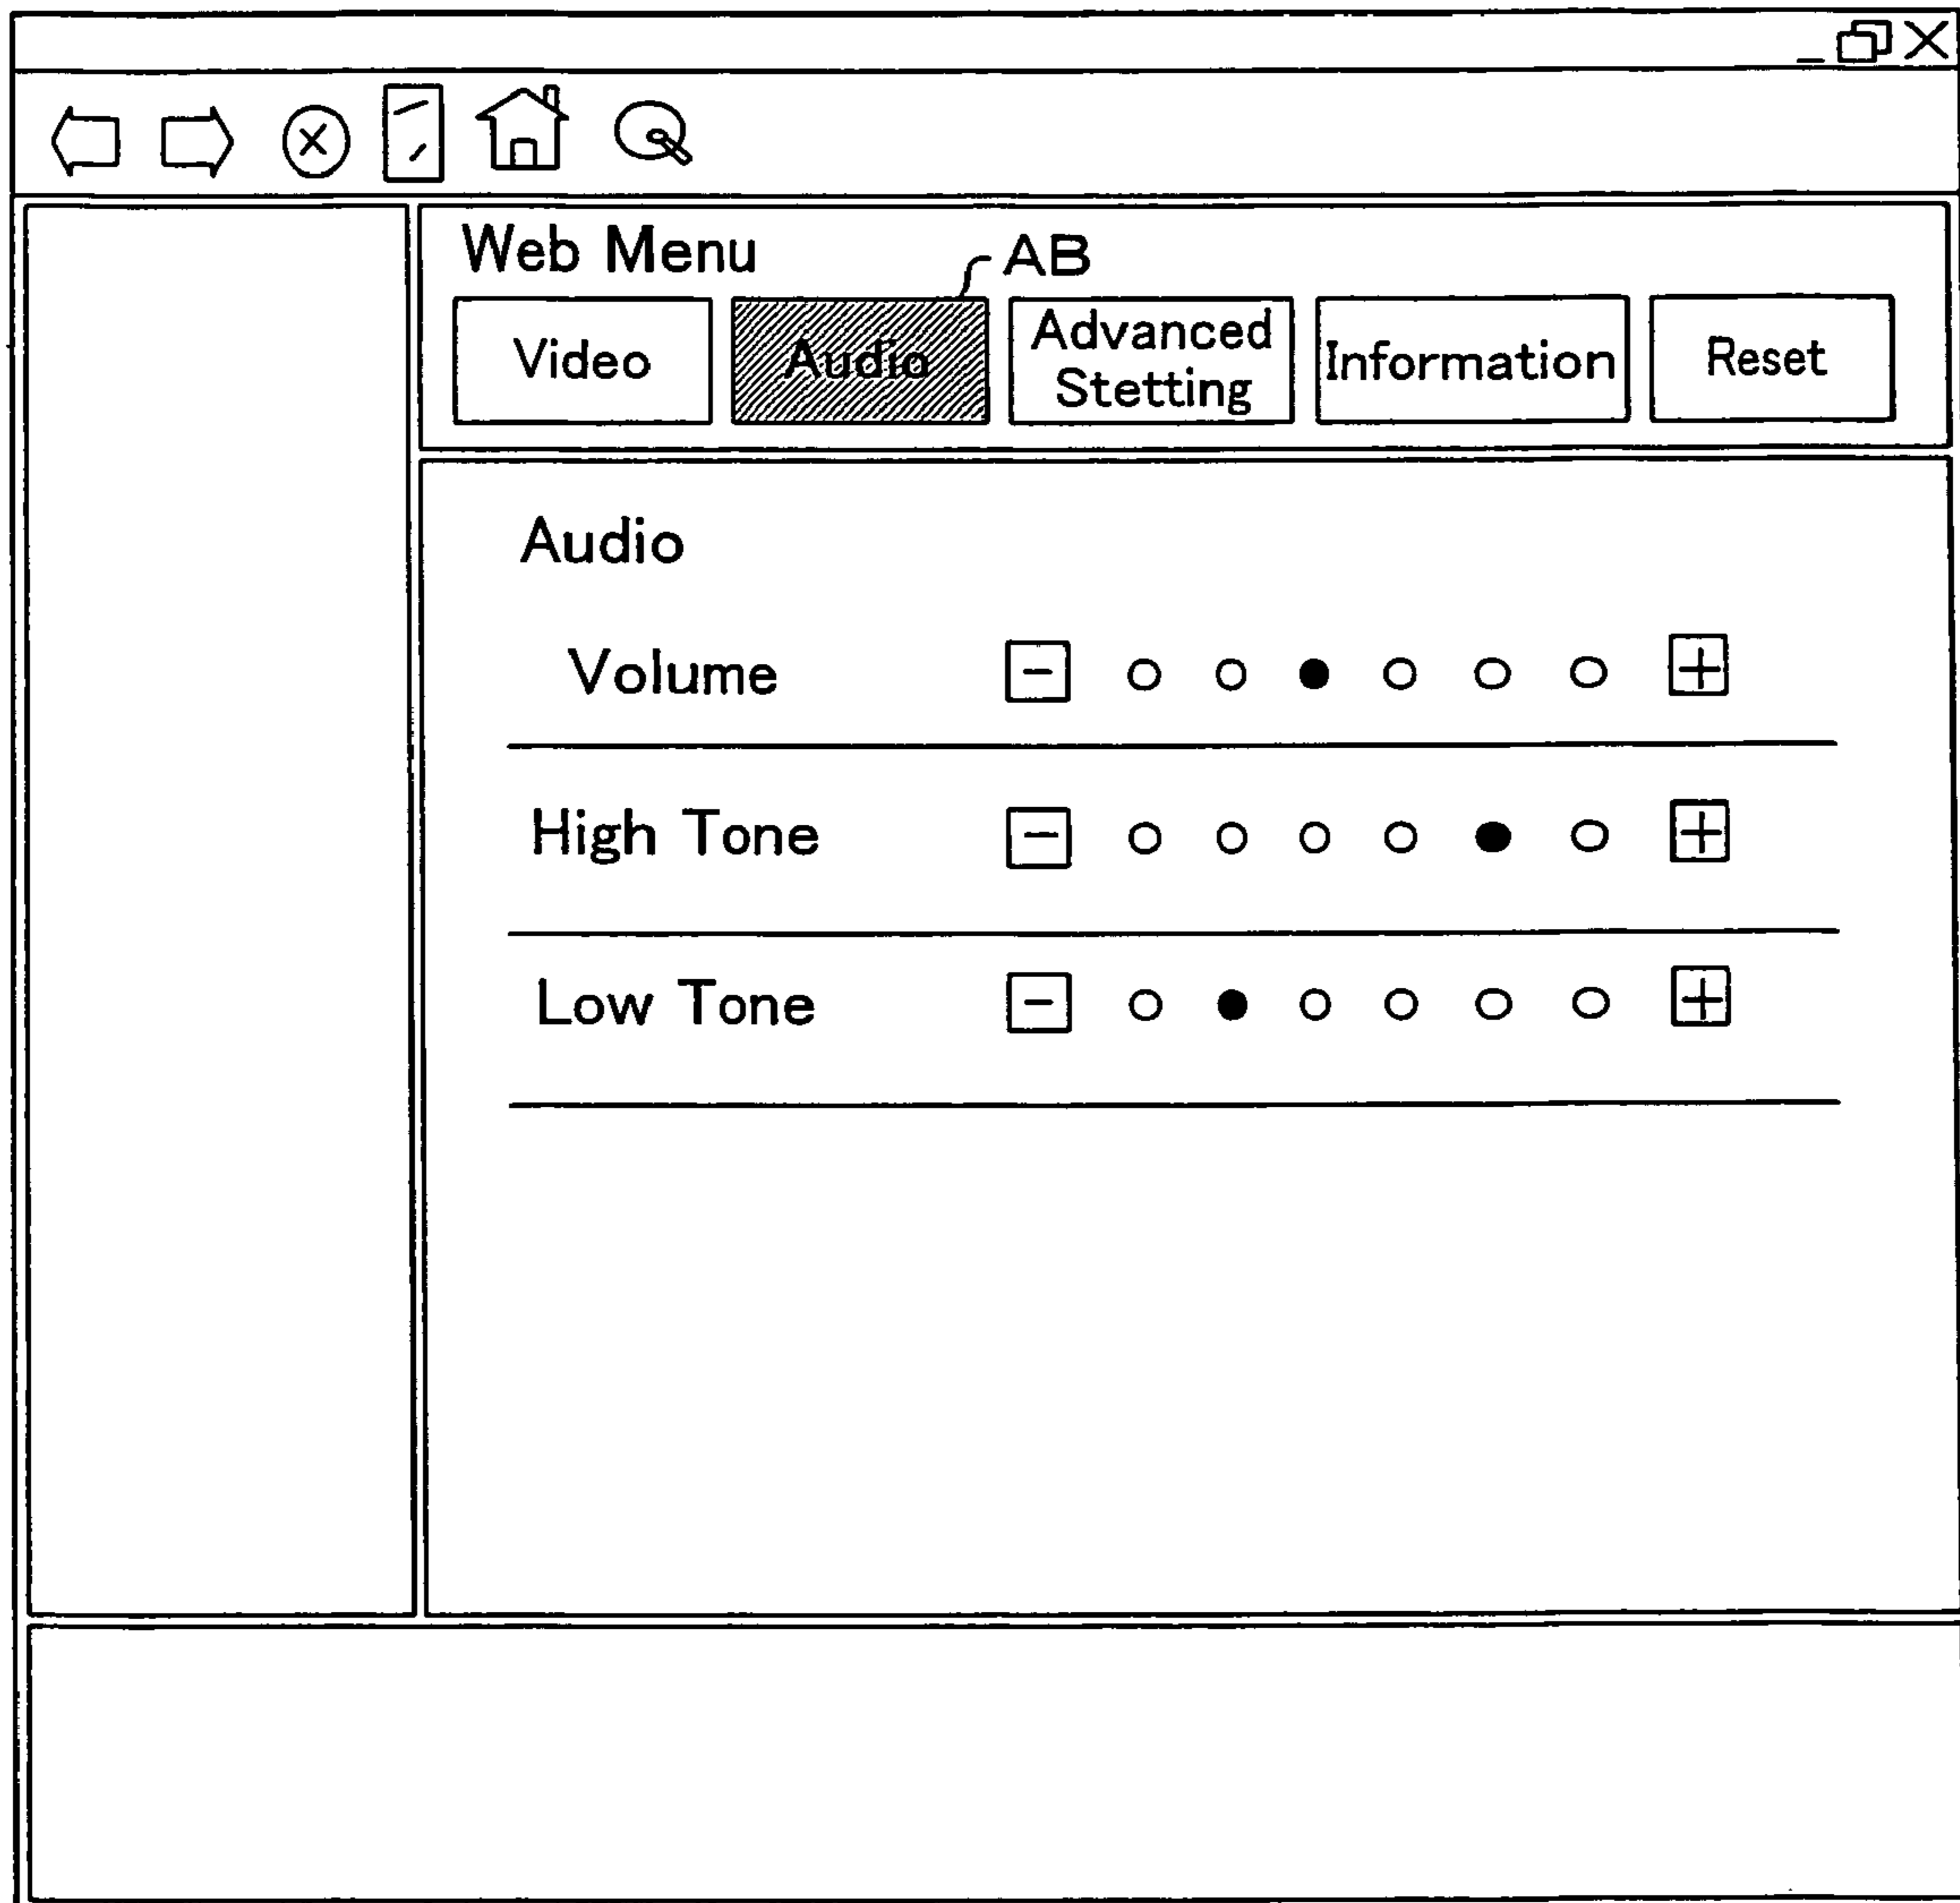 Web Menu
AB
Video
Audio
Advanced
Stetting
Information
Reset
Audio
Volume - +
High Tone - +
Low Tone - +